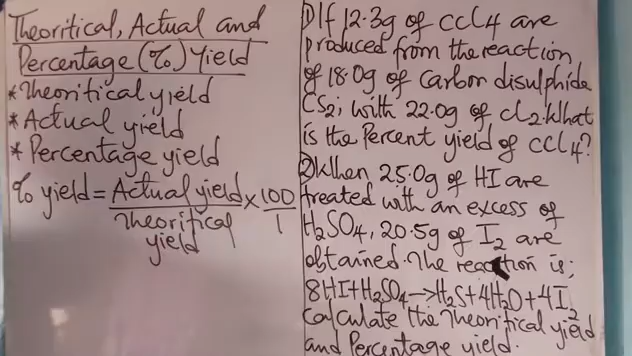 Theoritical, Actual and
Percentage (%) Yield
* Theoritical yield
* Actual yield
* Percentage yield
% yield = Actual yield × 100
Theoritical 1
yield
1) If 12.3g of CCl4 are
produced from the reaction
of 18.0g of Carbon disulphide
CS2, with 22.0g of Cl2. What
is the Percent yield of CCl4?
2) When 25.0g of HI are
treated with an excess of
H2SO4, 20.5g of I2 are
obtained. The reaction is;
8HI + H2SO4 → H2S + 4H2O + 4I2
calculate the Theoritical yield
and Percentage yield.